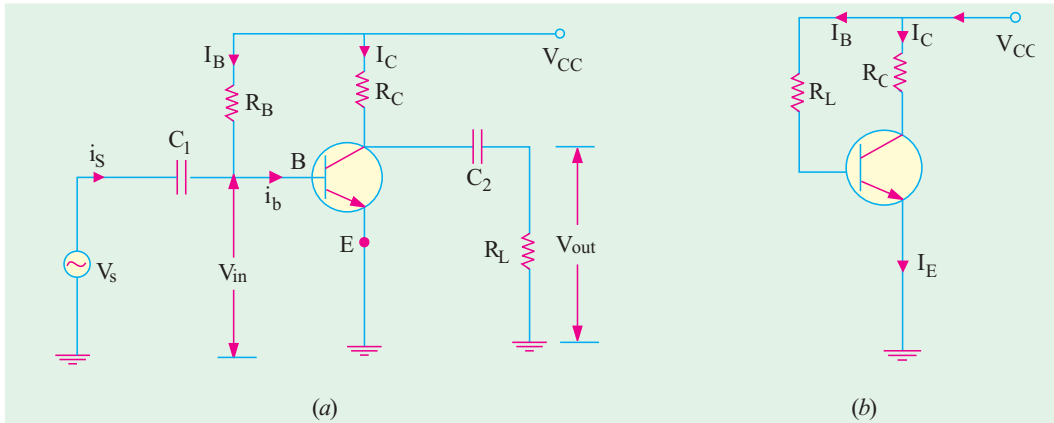 I_B
I_C
V_CC
R_B
R_C
C_1
i_S
B
i_b
C_2
E
R_L
V_out
V_s
V_in
(a)
I_B
I_C
V_CC
R_L
R_C
I_E
(b)